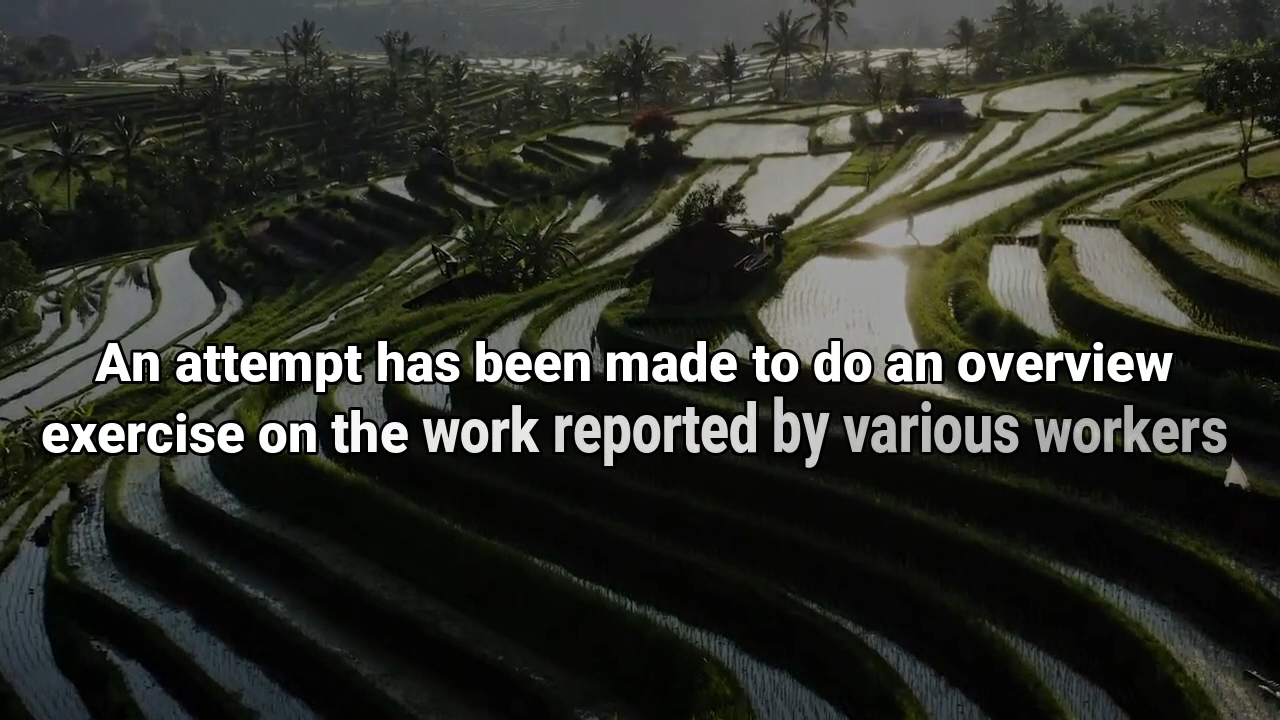 An attempt has been made to do an overview
exercise on the work reported by various workers